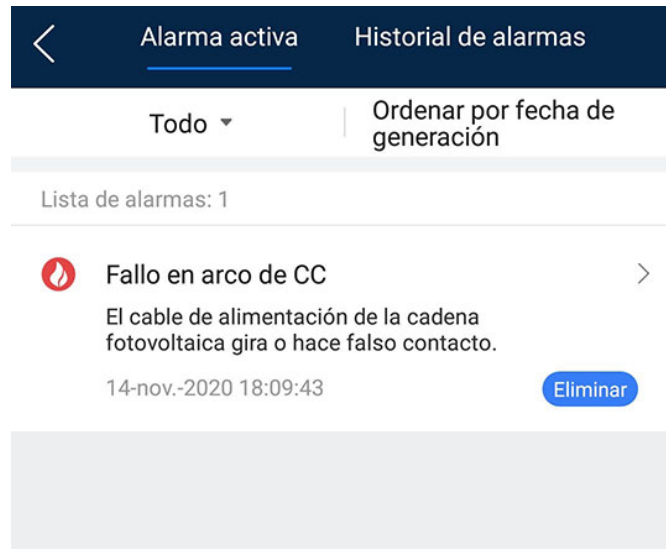 Alarma activa Historial de alarmas
Todo Ordenar por fecha de
generación
Lista de alarmas: 1
Fallo en arco de CC
El cable de alimentación de la cadena
fotovoltaica gira o hace falso contacto.
14-nov.-2020 18:09:43 Eliminar